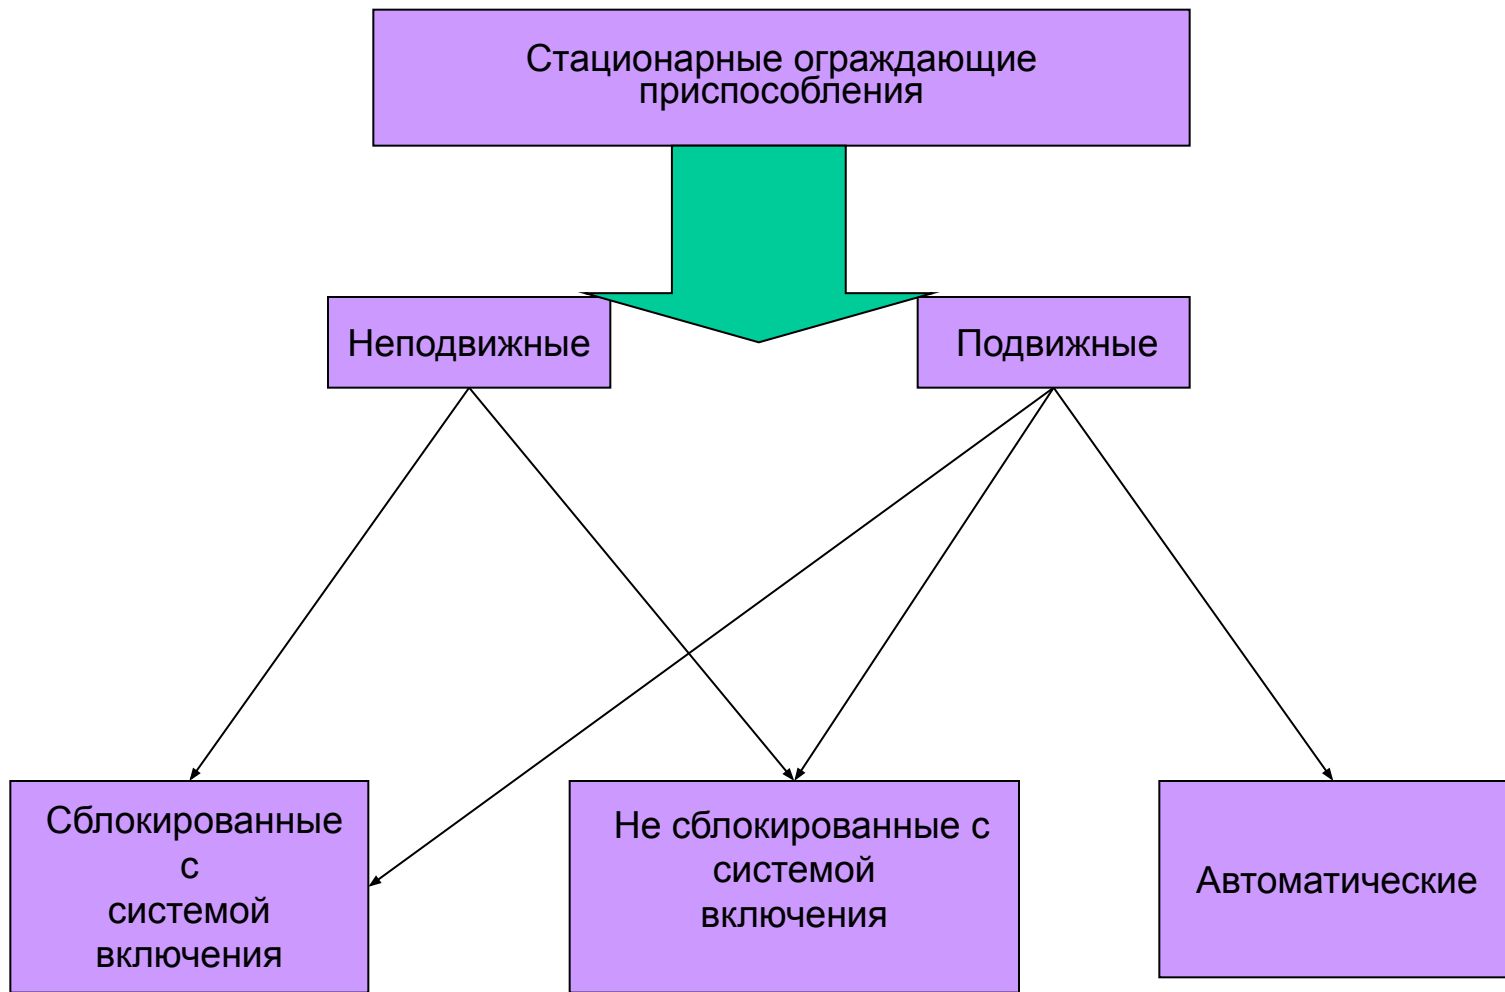 Стационарные ограждающие
приспособления
Неподвижные
Подвижные
Сблокированные
с
системой
включения
Не сблокированные с
системой
включения
Автоматические